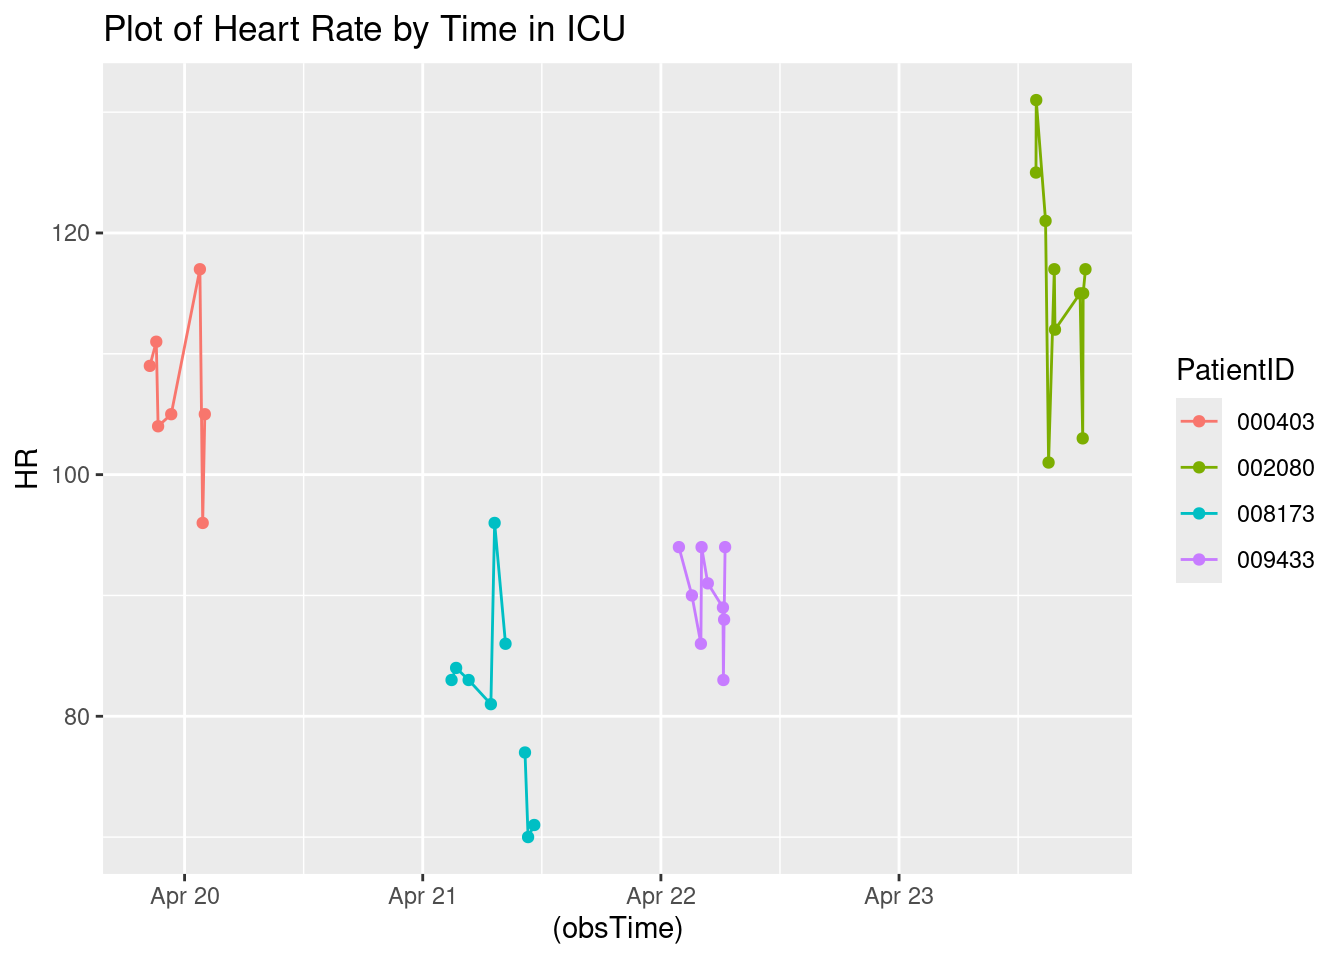 Plot of Heart Rate by Time in ICU
HR
120
100
80
Apr 20
Apr 21
Apr 22
Apr 23
(obsTime)
PatientID
000403
002080
008173
009433